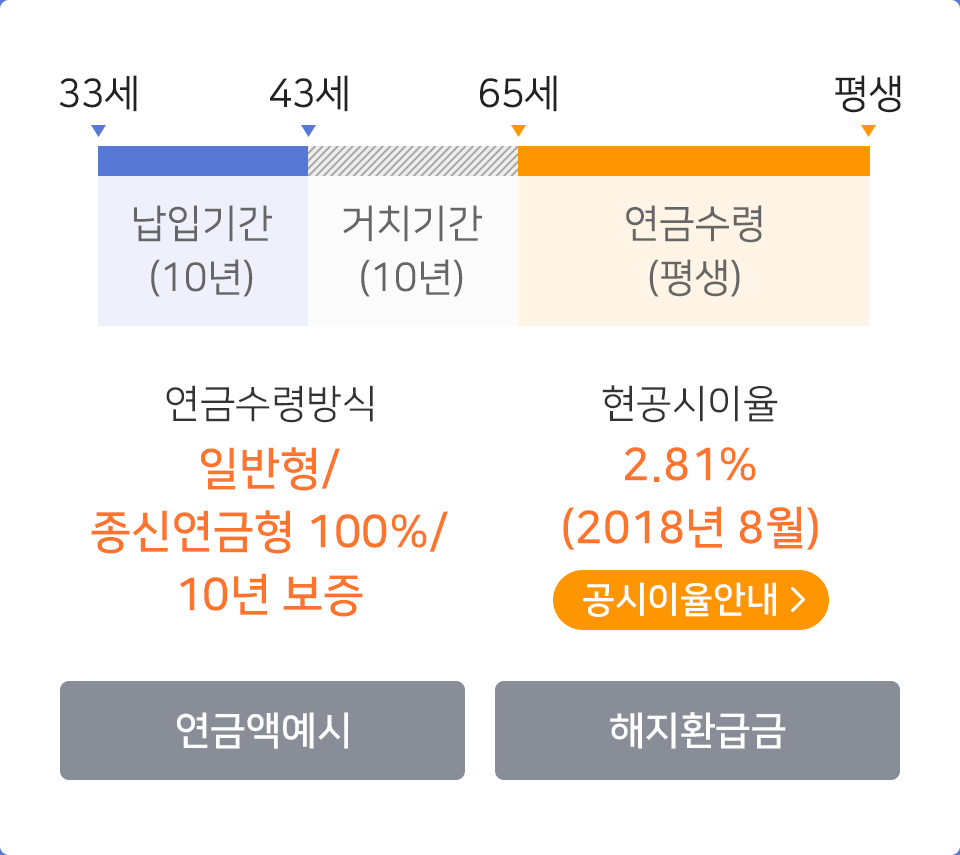 33세 43세 65세 평생
납입기간 거치기간 연금수령
(10년) (10년) (평생)
연금수령방식
일반형/
종신연금형 100%/
10년 보증
현공시이율
2.81%
(2018년 8월)
공시이율안내 >
연금액예시
해지환급금